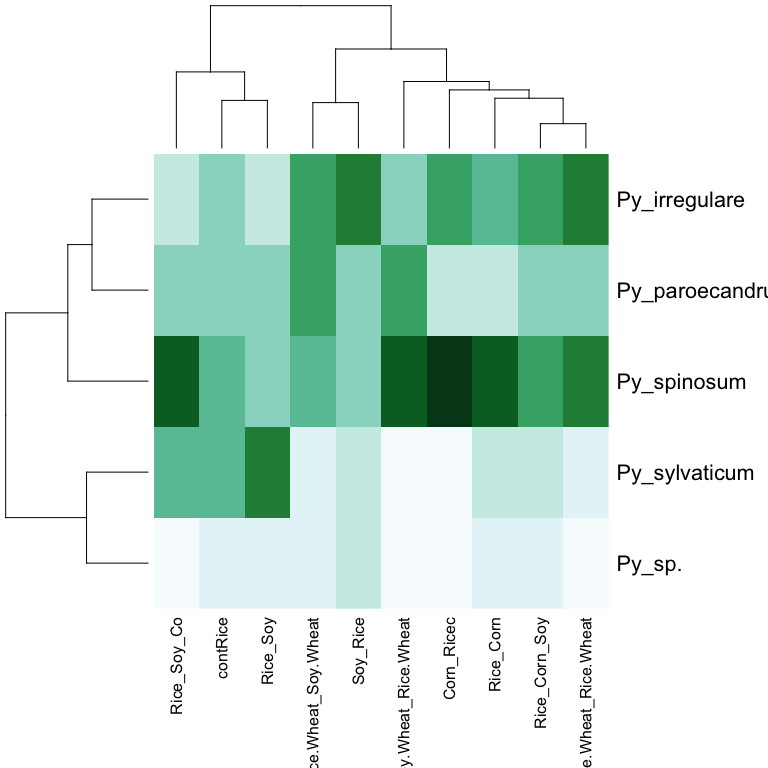 Py_irregulare
Py_paroecandru
Py_spinosum
Py_sylvaticum
Py_sp.
Rice_Soy_Co
contRice
Rice_Soy
ce.Wheat_Soy.Wheat
Soy_Rice
y.Wheat_Rice.Wheat
Corn_Ricec
Rice_Corn
Rice_Corn_Soy
e.Wheat_Rice.Wheat